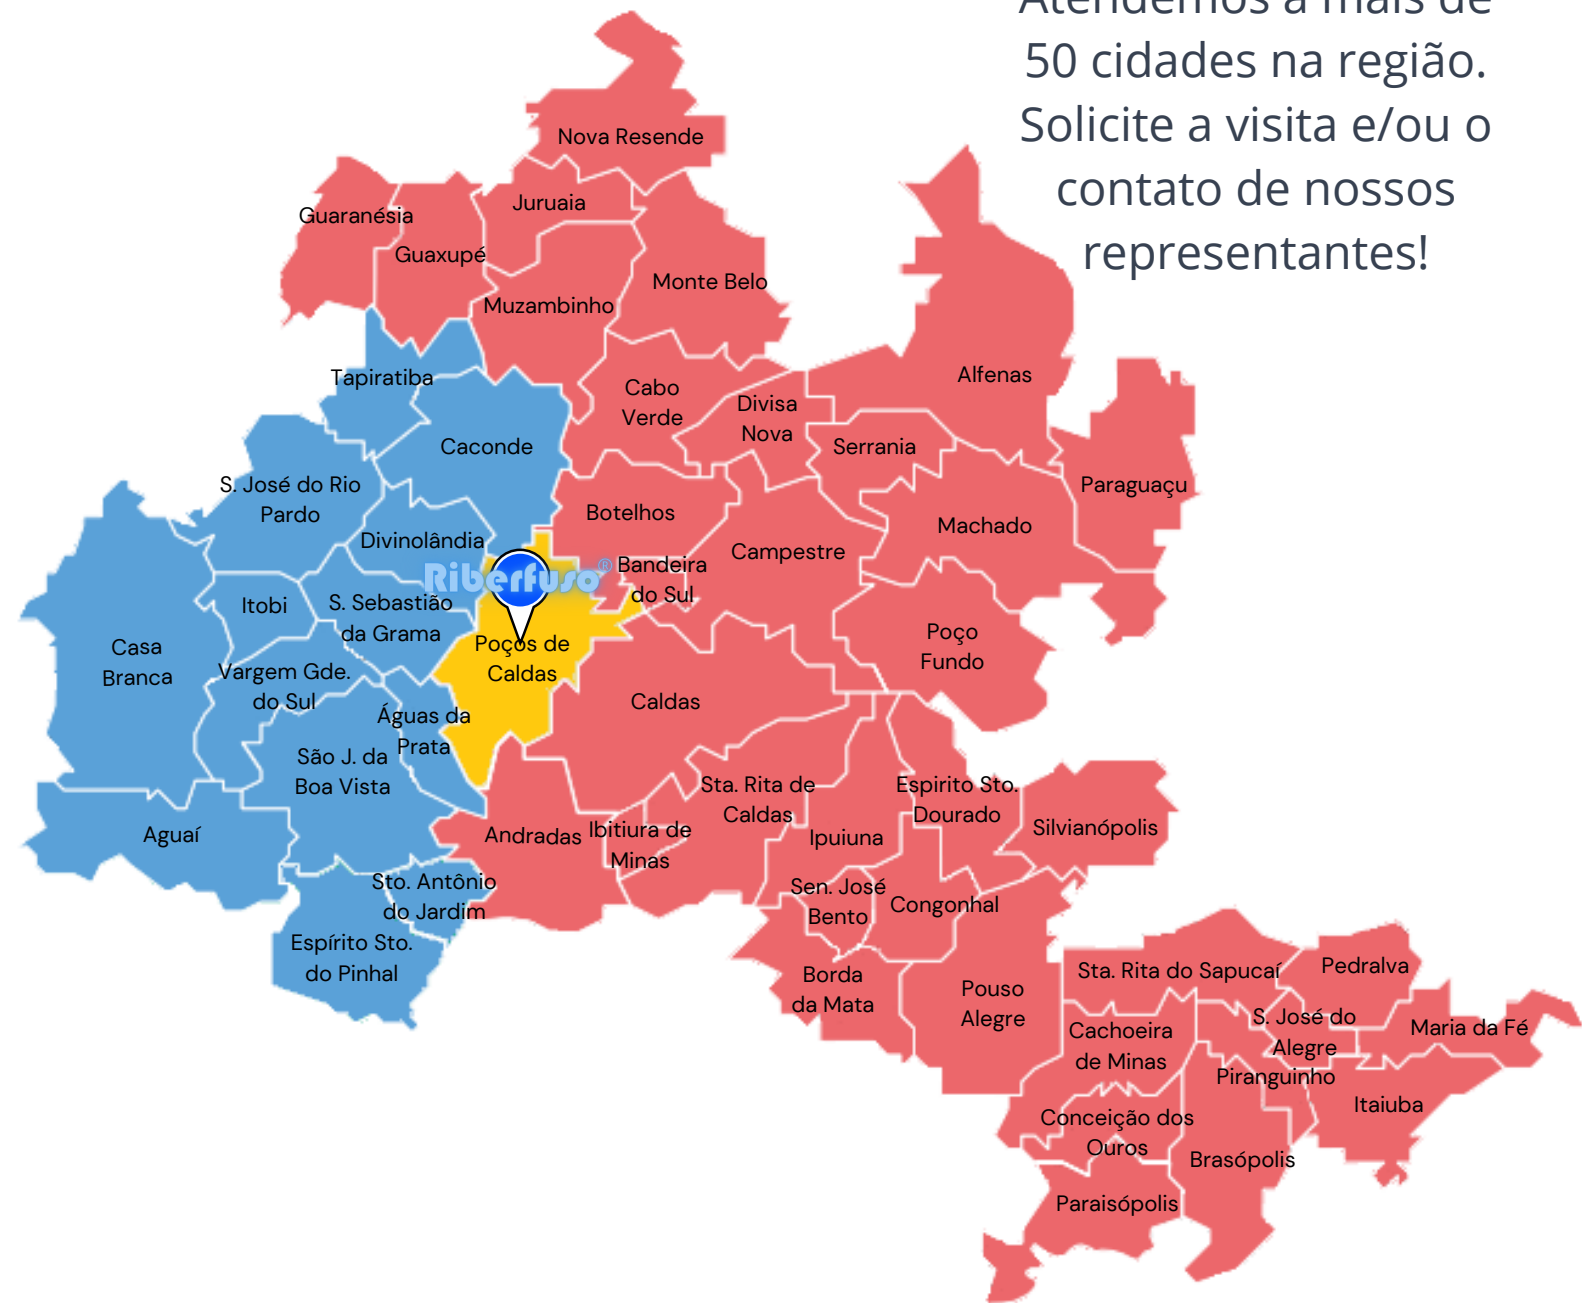 Atendemos a mais de
50 cidades na região.
Solicite a visita e/ou o
contato de nossos
representantes!
Nova Resende
Guaranésia
Juruaia
Guaxupé
Monte Belo
Muzambinho
Tapiratiba
Alfenas
Cabo
Verde
Divisa
Nova
Caconde
Serrania
S. José do Rio
Pardo
Paraguaçu
Botelhos
Machado
Divinolândia
Campestre
Riberfuso®
Bandeira
do Sul
Itobi
S. Sebastião
da Grama
Casa
Branca
Poços de
Caldas
Poço
Fundo
Vargem Gde.
do Sul
Caldas
Águas da
Prata
São J. da
Boa Vista
Sta. Rita de
Caldas
Espirito Sto.
Dourado
Silvianópolis
Aguaí
Andradas
Ibitiura de
Minas
Ipuiuna
Sto. Antônio
do Jardim
Sen. José
Bento
Congonhal
Espírito Sto.
do Pinhal
Borda
da Mata
Pouso
Alegre
Sta. Rita do Sapucaí
Pedralva
Cachoeira
de Minas
S. José do
Alegre
Maria da Fé
Piranguinho
Itaiuba
Conceição dos
Ouros
Brasópolis
Paraisópolis